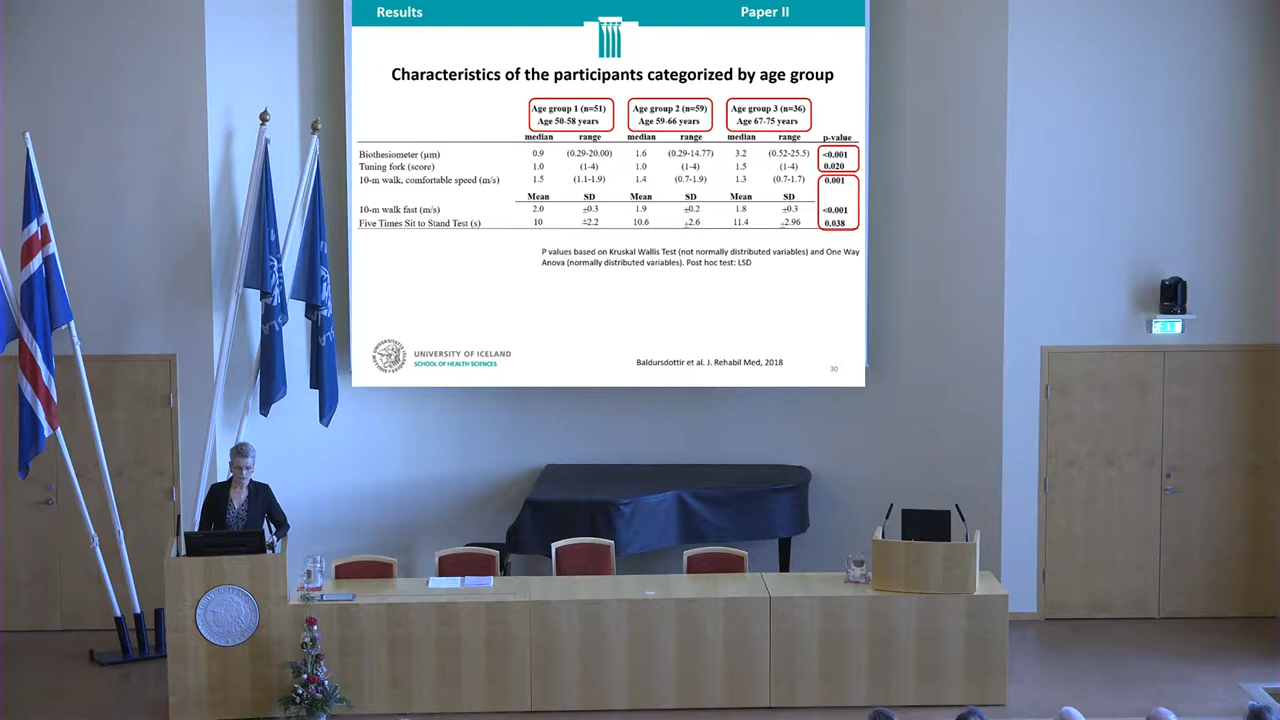 Results Paper II
Characteristics of the participants categorized by age group
Age group 1 (n=51) Age group 2 (n=59) Age group 3 (n=36)
Age 50-58 years Age 59-66 years Age 67-75 years
median range median range median range p-value
Biothesiometer (µm) 0.9 (0.29-20.00) 1.6 (0.29-14.77) 3.2 (0.52-25.5) <0.001
Tuning fork (score) 1.0 (1-4) 1.0 (1-4) 1.5 (1-4) 0.020
10-m walk, comfortable speed (m/s) 1.5 (1.1-1.9) 1.4 (0.7-1.9) 1.3 (0.7-1.7) 0.001
Mean SD Mean SD Mean SD
10-m walk fast (m/s) 2.0 ±0.3 1.9 ±0.2 1.8 ±0.3 <0.001
Five Times Sit to Stand Test (s) 10 ±2.2 10.6 ±2.6 11.4 ±2.96 0.038
P values based on Kruskal Wallis Test (not normally distributed variables) and One Way
Anova (normally distributed variables). Post hoc test: LSD
UNIVERSITY OF ICELAND
SCHOOL OF HEALTH SCIENCES
Baldursdottir et al. J. Rehabil Med, 2018
30